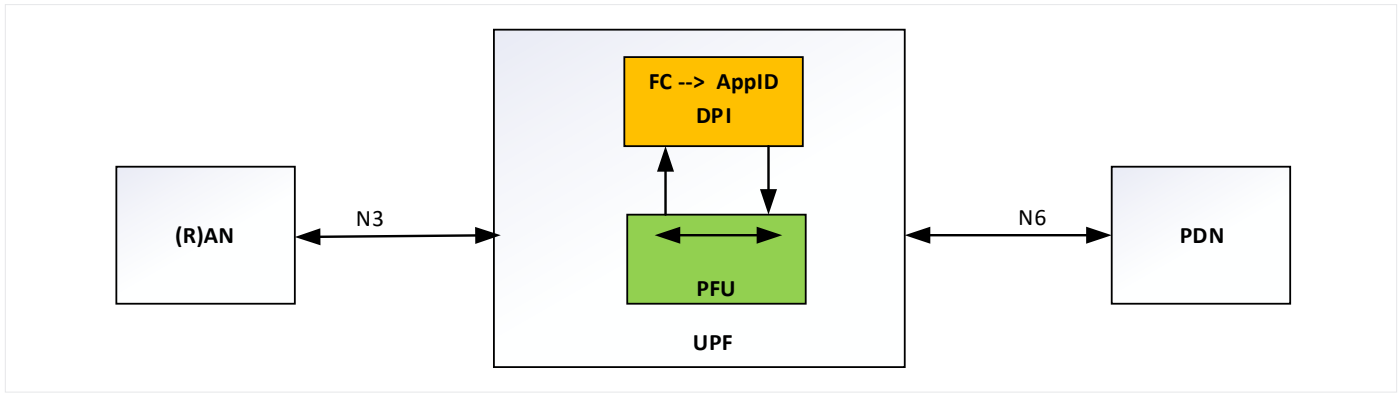 FC --> AppID
DPI
(R)AN
N3
PFU
UPF
N6
PDN